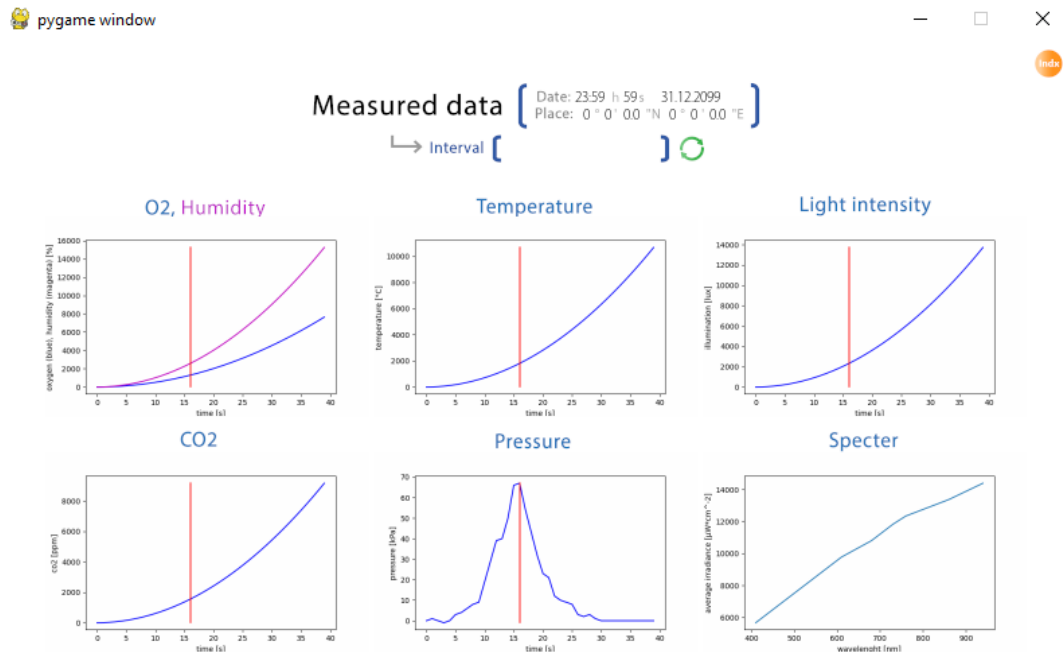 pygame window
indx
Measured data
Date: 23:59 h 59 s 31.12.2099
Place: 0 ° 0 ' 0.0 "N 0 ° 0 ' 0.0 "E
Interval
O2, Humidity
Temperature
Light intensity
oxygen (blue), humidity (magenta) [%]
16000
14000
12000
10000
8000
6000
4000
2000
0
0 5 10 15 20 25 30 35 40
time [s]
temperature [°C]
10000
8000
6000
4000
2000
0
0 5 10 15 20 25 30 35 40
time [s]
illumination [lux]
14000
12000
10000
8000
6000
4000
2000
0
0 5 10 15 20 25 30 35 40
time [s]
CO2
Pressure
Specter
co2 [ppm]
8000
6000
4000
2000
0
0 5 10 15 20 25 30 35 40
time [s]
pressure [kPa]
70
60
50
40
30
20
10
0
0 5 10 15 20 25 30 35 40
time [s]
average irradiance [µW*cm^-2]
14000
12000
10000
8000
6000
400 500 600 700 800 900
wavelenght [nm]